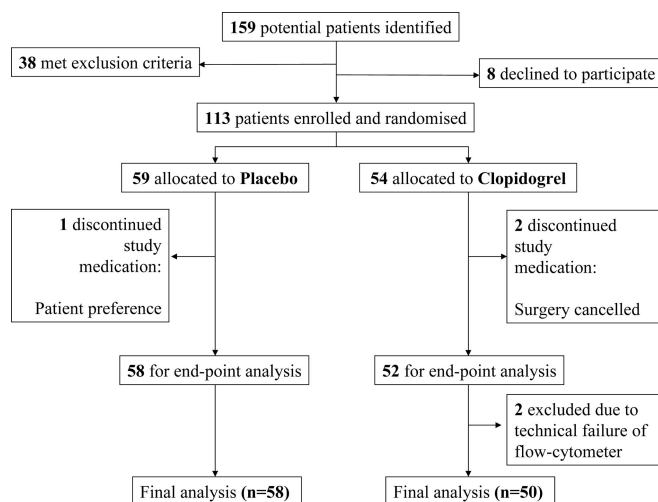 159 potential patients identified
38 met exclusion criteria
8 declined to participate
113 patients enrolled and randomised
59 allocated to Placebo
54 allocated to Clopidogrel
1 discontinued
study
medication:
Patient preference
2 discontinued
study
medication:
Surgery cancelled
58 for end-point analysis
52 for end-point analysis
2 excluded due to
technical failure of
flow-cytometer
Final analysis (n=58)
Final analysis (n=50)